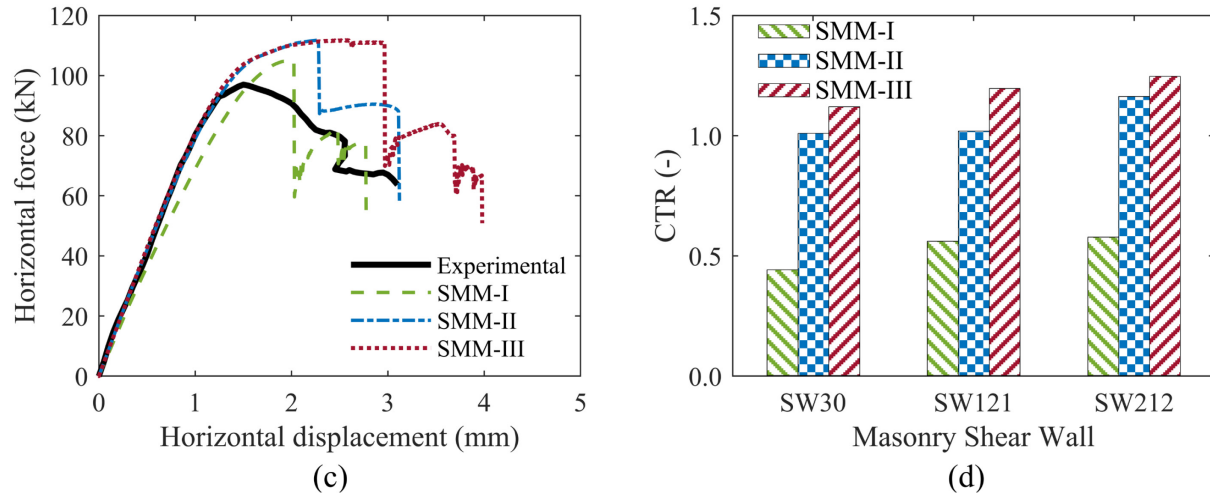 120
100
80
60
40
20
0
Horizontal force (kN)
Experimental
SMM-I
SMM-II
SMM-III
0 1 2 3 4 5
Horizontal displacement (mm)
(c)
1.5
1.0
0.5
0.0
CTR (-)
SMM-I
SMM-II
SMM-III
SW30 SW121 SW212
Masonry Shear Wall
(d)